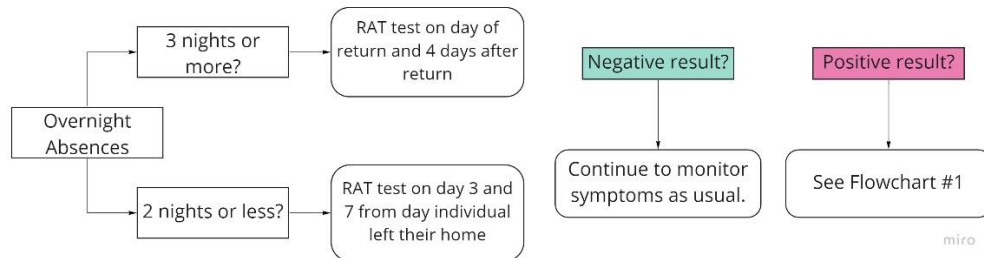 3 nights or
more?
RAT test on day of
return and 4 days after
return
Overnight
Absences
2 nights or less?
RAT test on day 3 and
7 from day individual
left their home
Negative result?
Continue to monitor
symptoms as usual.
Positive result?
See Flowchart #1
miro